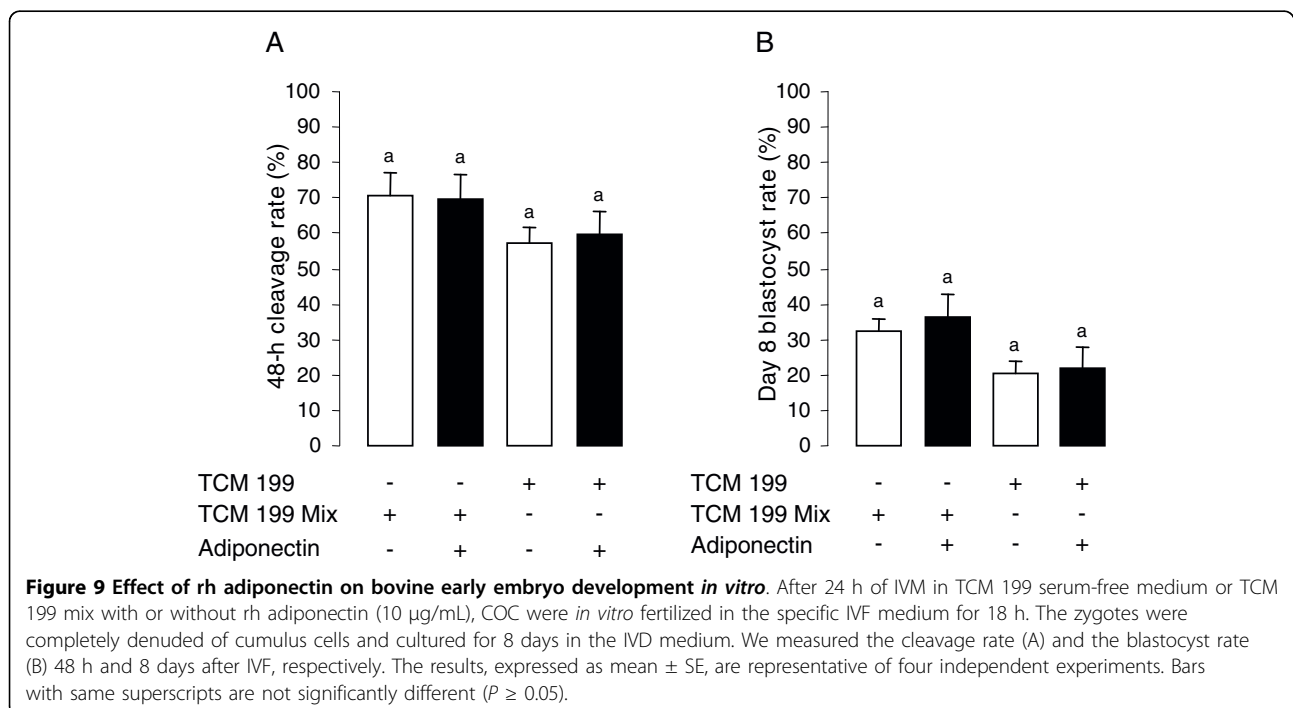 A
100
90
80
70
60
50
40
30
20
10
0
48-h cleavage rate (%)
a
a
a
a
TCM 199 - - + +
TCM 199 Mix + + - -
Adiponectin - + - +
B
100
90
80
70
60
50
40
30
20
10
0
Day 8 blastocyst rate (%)
a
a
a
a
TCM 199 - - + +
TCM 199 Mix + + - -
Adiponectin - + - +
Figure 9 Effect of rh adiponectin on bovine early embryo development in vitro. After 24 h of IVM in TCM 199 serum-free medium or TCM
199 mix with or without rh adiponectin (10 μg/mL), COC were in vitro fertilized in the specific IVF medium for 18 h. The zygotes were
completely denuded of cumulus cells and cultured for 8 days in the IVD medium. We measured the cleavage rate (A) and the blastocyst rate
(B) 48 h and 8 days after IVF, respectively. The results, expressed as mean ± SE, are representative of four independent experiments. Bars
with same superscripts are not significantly different (P ≥ 0.05).